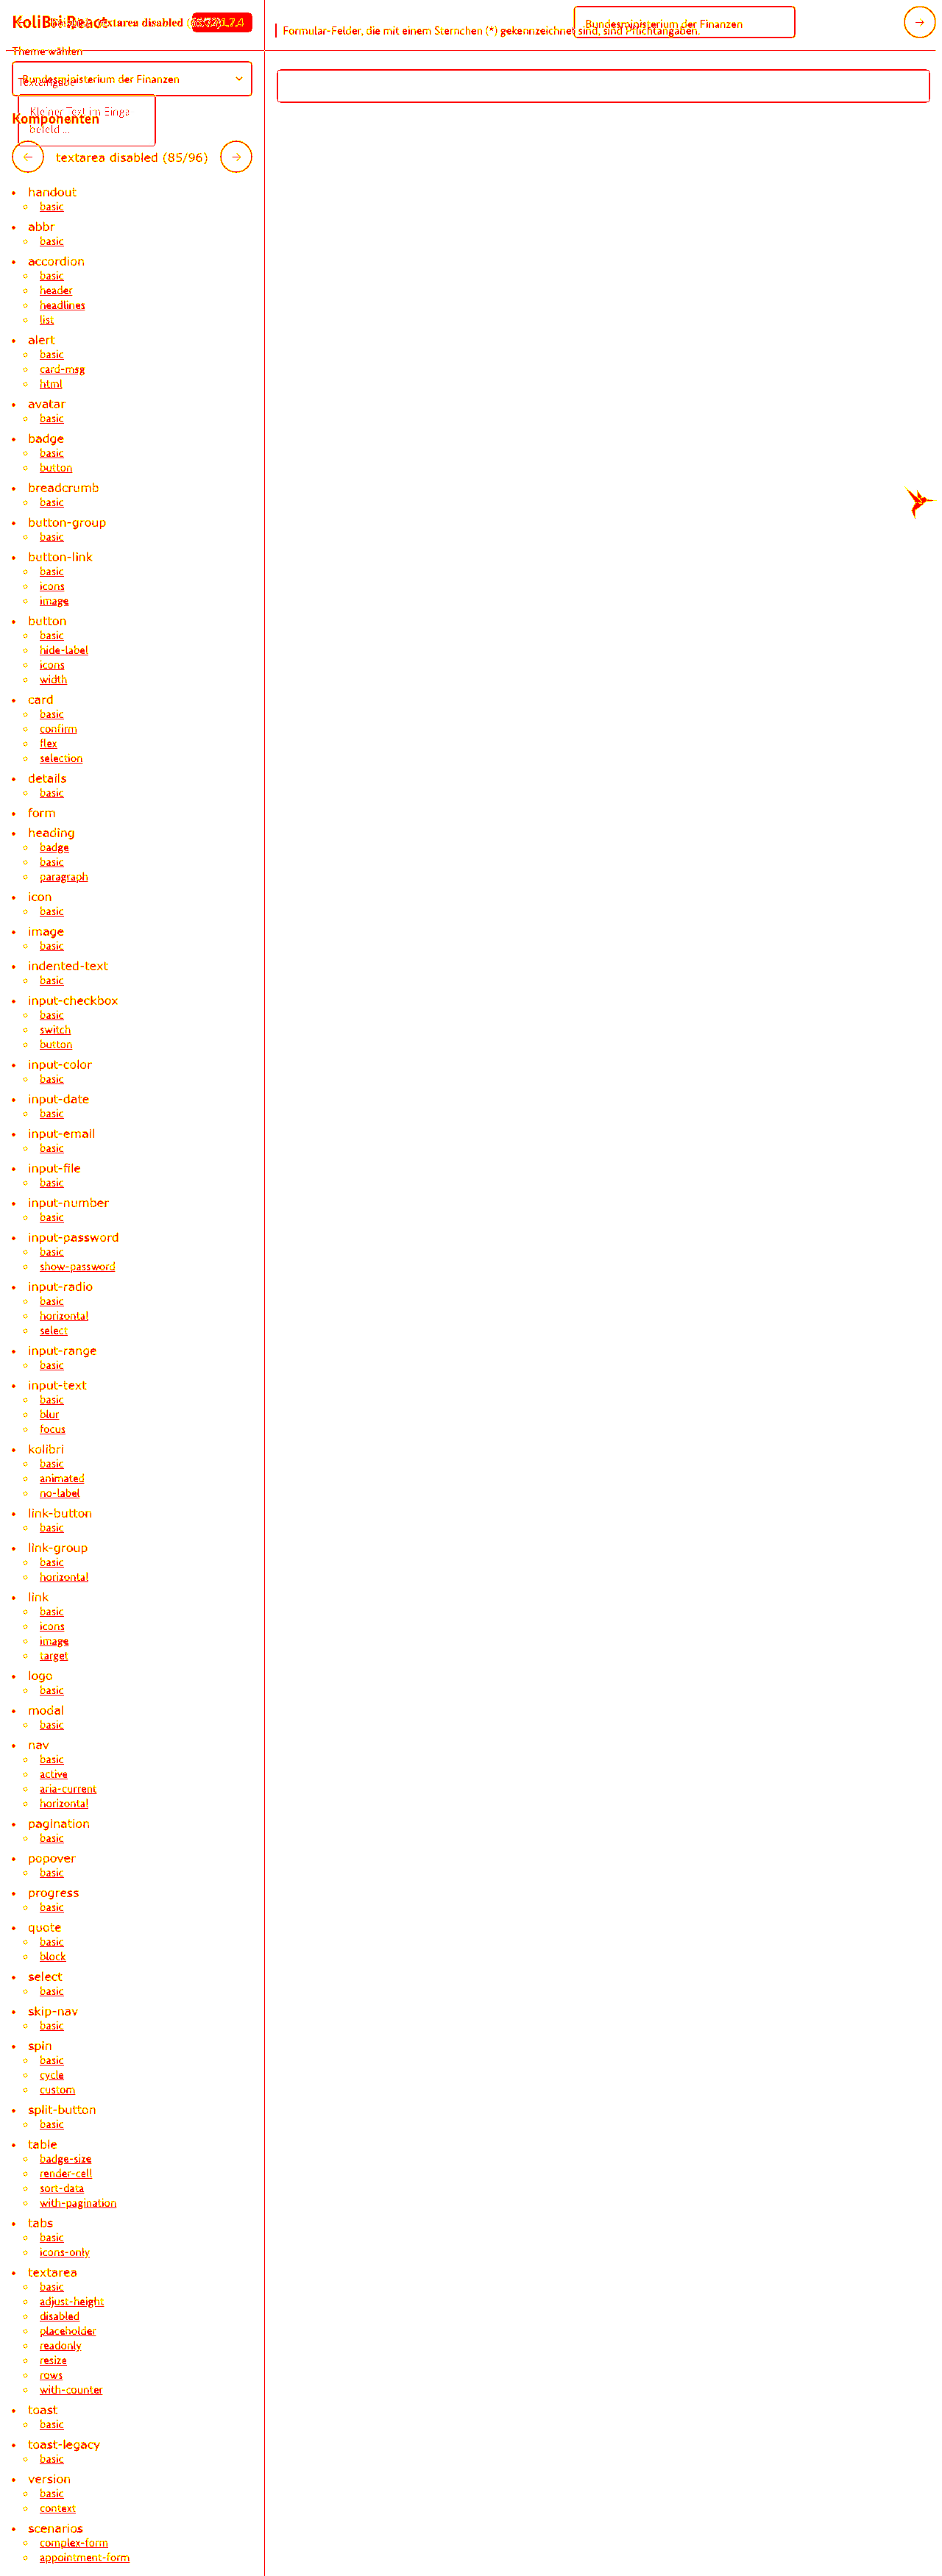 KoliBri React
textarea disabled
Formular-Felder, die mit einem Sternchen (*) gekennzeichnet sind, sind Pflichtangaben.
Bundesministerium der Finanzen
Theme wählen
Bundesministerium der Finanzen
Texteingabe
Kleiner Text im Einga
befeld ...
Komponenten
textarea disabled (85/96)
handout
basic
abbr
basic
accordion
basic
header
headlines
list
alert
basic
card-msg
html
avatar
basic
badge
basic
button
breadcrumb
basic
button-group
basic
button-link
basic
icons
image
button
basic
hide-label
icons
width
card
basic
confirm
flex
selection
details
basic
form
heading
badge
basic
paragraph
icon
basic
image
basic
indented-text
basic
input-checkbox
basic
switch
button
input-color
basic
input-date
basic
input-email
basic
input-file
basic
input-number
basic
input-password
basic
show-password
input-radio
basic
horizontal
select
input-range
basic
input-text
basic
blur
focus
kolibri
basic
animated
no-label
link-button
basic
link-group
basic
horizontal
link
basic
icons
image
target
logo
basic
modal
basic
nav
basic
active
aria-current
horizontal
pagination
basic
popover
basic
progress
basic
quote
basic
block
select
basic
skip-nav
basic
spin
basic
cycle
custom
split-button
basic
table
badge-size
render-cell
sort-data
with-pagination
tabs
basic
icons-only
textarea
basic
adjust-height
disabled
placeholder
readonly
resize
rows
with-counter
toast
basic
toast-legacy
basic
version
basic
context
scenarios
complex-form
appointment-form